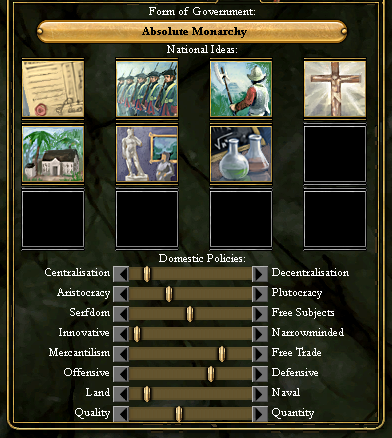 Form of Government:
Absolute Monarchy
National Ideas:
Domestic Policies:
Centralisation Decentralisation
Aristocracy Plutocracy
Serfdom Free Subjects
Innovative Narrowminded
Mercantilism Free Trade
Offensive Defensive
Land Naval
Quality Quantity